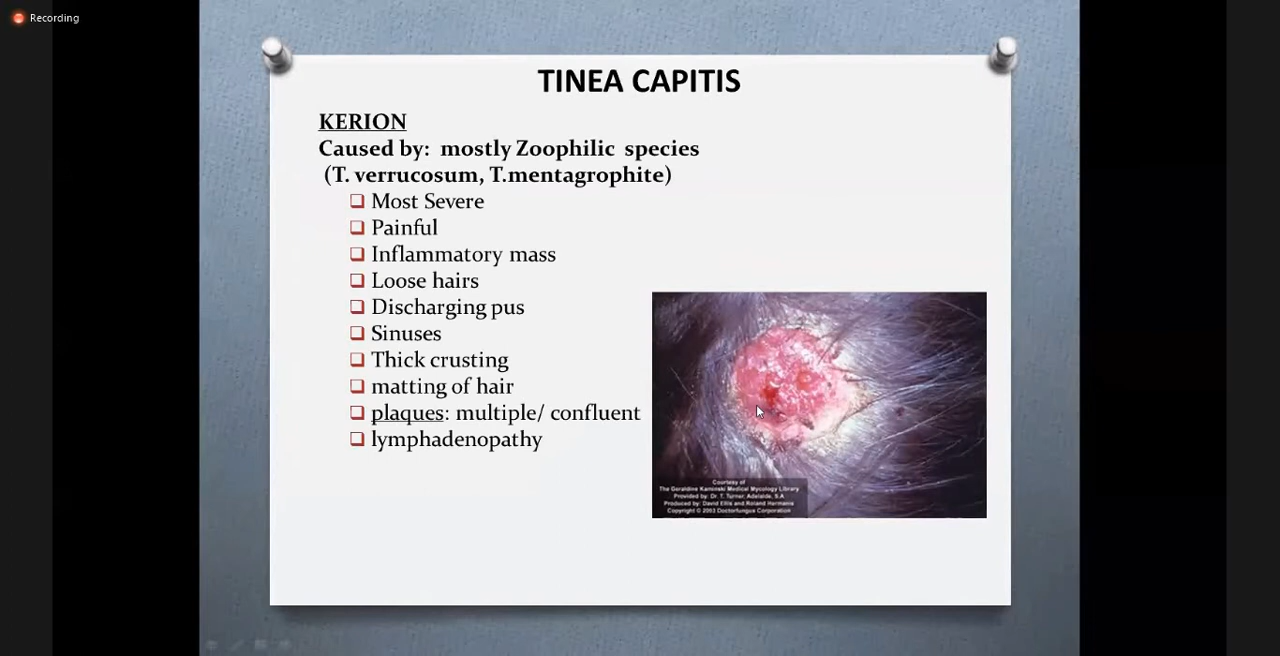 Recording
TINEA CAPITIS
KERION
Caused by: mostly Zoophilic species
(T. verrucosum, T.mentagrophite)
Most Severe
Painful
Inflammatory mass
Loose hairs
Discharging pus
Sinuses
Thick crusting
matting of hair
plaques: multiple/ confluent
lymphadenopathy
Courtesy of
The Geraldine Kaminski Medical Mycology Library
Provided by: Dr. T. Turner, Adelaide, S.A
Produced by: David Ellis and Roland Hermanis
Copyright © 2003 Doctorfungus Corporation